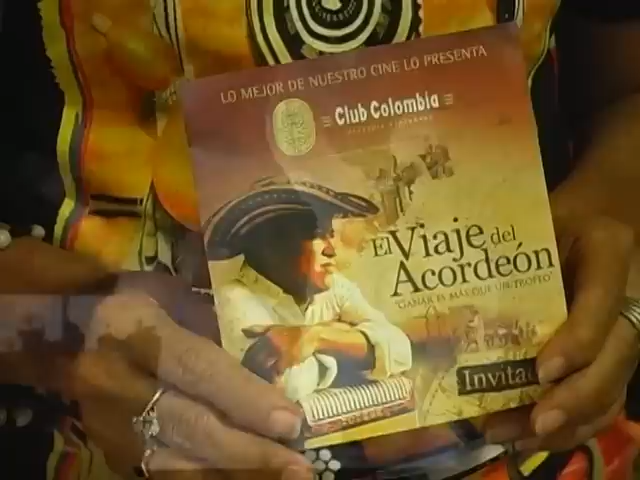 LO MEJOR DE NUESTRO CINE LO PRESENTA
Club Colombia
El Viaje del
Acordeón
"GANAR ES MÁS QUE UN TROFEO"
Invita